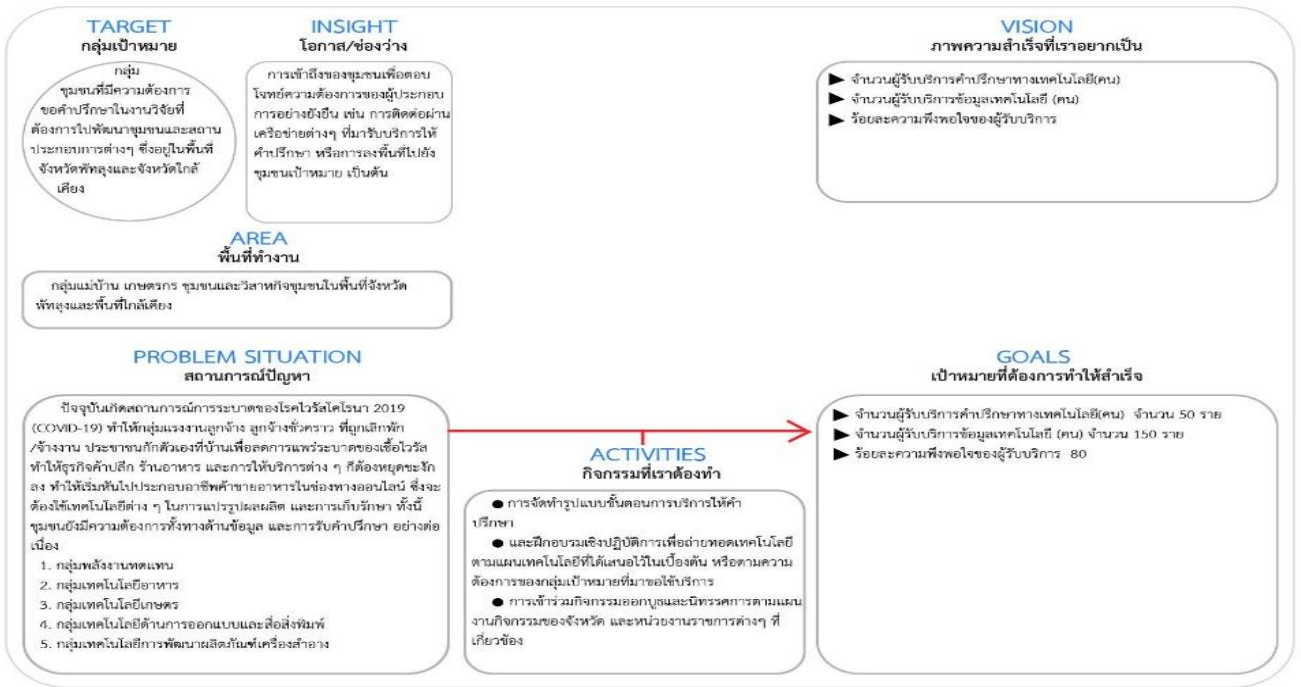 TARGET
กลุ่มเป้าหมาย
กลุ่ม
ชุมชนที่มีความต้องการ
ขอคำปรึกษาในงานวิจัยที่
ต้องการไปพัฒนาชุมชนและสถาน
ประกอบการต่างๆ ซึ่งอยู่ในพื้นที่
จังหวัดพัทลุงและจังหวัดใกล้
เคียง
INSIGHT
โอกาส/ช่องว่าง
การเข้าถึงของชุมชนเพื่อตอบ
โจทย์ความต้องการของผู้ประกอบ
การอย่างยั่งยืน เช่น การติดต่อผ่าน
เครือข่ายต่างๆ ที่มารับบริการให้
คำปรึกษา หรือการลงพื้นที่ไปยัง
ชุมชนเป้าหมาย เป็นต้น
VISION
ภาพความสำเร็จที่เราอยากเป็น
► จำนวนผู้รับบริการคำปรึกษาทางเทคโนโลยี(คน)
► จำนวนผู้รับบริการข้อมูลเทคโนโลยี (คน)
► ร้อยละความพึงพอใจของผู้รับบริการ
AREA
พื้นที่ทำงาน
กลุ่มแม่บ้าน เกษตรกร ชุมชนและวิสาหกิจชุมชนในพื้นที่จังหวัด
พัทลุงและพื้นที่ใกล้เคียง
PROBLEM SITUATION
สถานการณ์ปัญหา
ปัจจุบันเกิดสถานการณ์การระบาดของโรคไวรัสโคโรนา 2019
(COVID-19) ทำให้กลุ่มแรงงานลูกจ้าง ลูกจ้างชั่วคราว ที่ถูกเลิกพัก
/จ้างงาน ประชาชนกักตัวเองที่บ้านเพื่อลดการแพร่ระบาดของเชื้อไวรัส
ทำให้ธุรกิจค้าปลีก ร้านอาหาร และการให้บริการต่าง ๆ ก็ต้องหยุดชะงัก
ลง ทำให้เริ่มหันไปประกอบอาชีพค้าขายอาหารในช่องทางออนไลน์ ซึ่งจะ
ต้องใช้เทคโนโลยีต่าง ๆ ในการแปรรูปผลผลิต และการเก็บรักษา ทั้งนี้
ชุมชนยังมีความต้องการทั้งทางด้านข้อมูล และการรับคำปรึกษา อย่างต่อ
เนื่อง
1. กลุ่มพลังงานทดแทน
2. กลุ่มเทคโนโลยีอาหาร
3. กลุ่มเทคโนโลยีเกษตร
4. กลุ่มเทคโนโลยีด้านการออกแบบและสื่อสิ่งพิมพ์
5. กลุ่มเทคโนโลยีการพัฒนาผลิตภัณฑ์เครื่องสำอาง
ACTIVITIES
กิจกรรมที่เราต้องทำ
● การจัดทำรูปแบบขั้นตอนการบริการให้คำ
ปรึกษา
● และฝึกอบรมเชิงปฏิบัติการเพื่อถ่ายทอดเทคโนโลยี
ตามแผนเทคโนโลยีที่ได้เสนอไว้ในเบื้องต้น หรือตามความ
ต้องการของกลุ่มเป้าหมายที่มาขอใช้บริการ
● การเข้าร่วมกิจกรรมออกบูธและนิทรรศการตามแผน
งานกิจกรรมของจังหวัด และหน่วยงานราชการต่างๆ ที่
เกี่ยวข้อง
GOALS
เป้าหมายที่ต้องการทำให้สำเร็จ
► จำนวนผู้รับบริการคำปรึกษาทางเทคโนโลยี(คน) จำนวน 50 ราย
► จำนวนผู้รับบริการข้อมูลเทคโนโลยี (คน) จำนวน 150 ราย
► ร้อยละความพึงพอใจของผู้รับบริการ 80